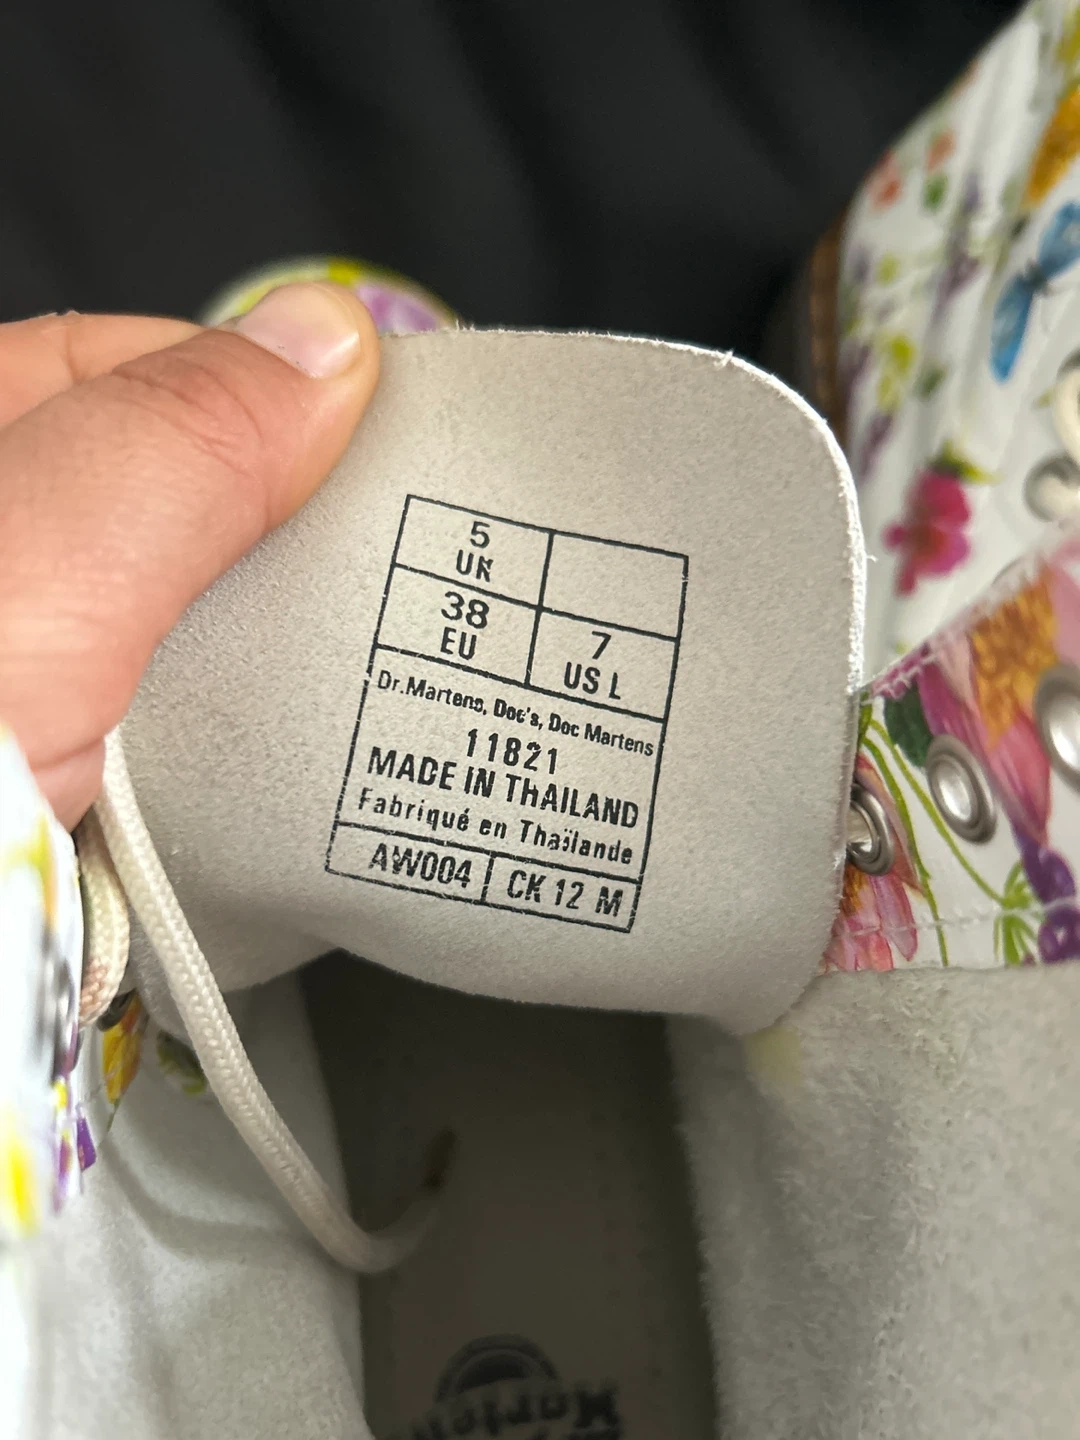 5
UK
38
EU
7
US L
Dr.Martens, Doc's, Doc Martens
11821
MADE IN THAILAND
Fabriqué en Thaïlande
AW004
CK 12 M